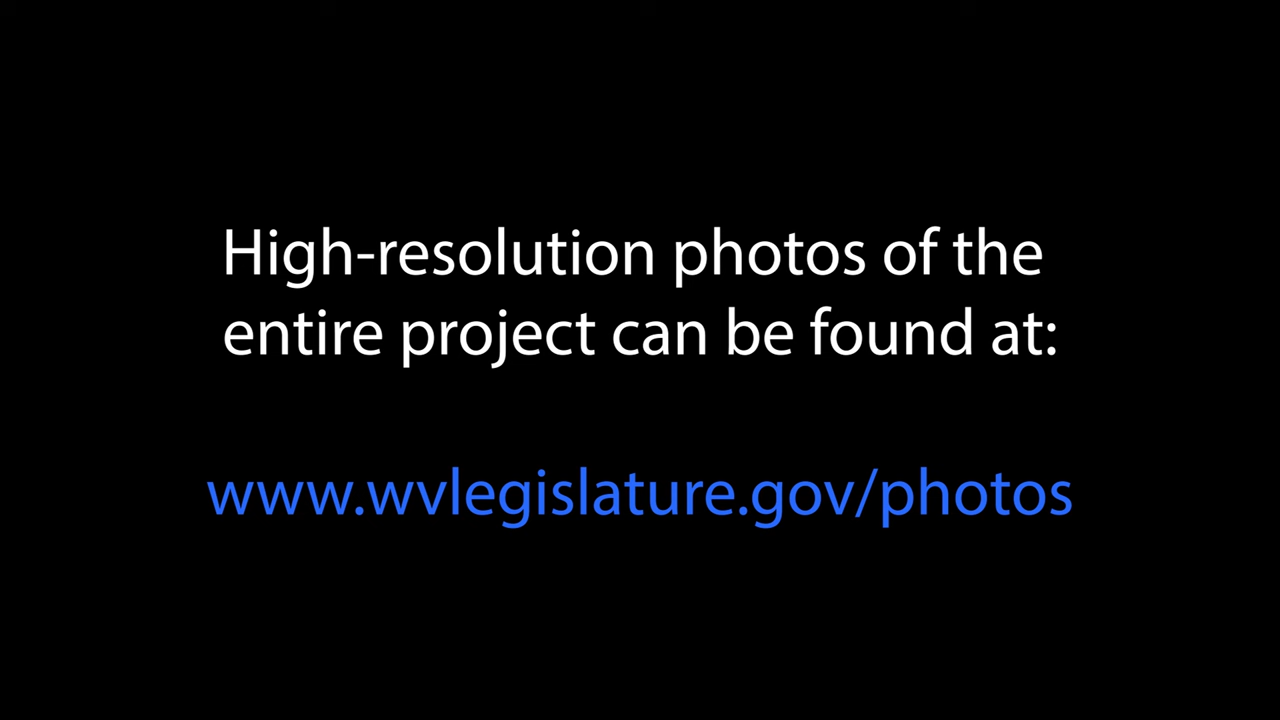 High-resolution photos of the
entire project can be found at:
www.wvlegislature.gov/photos